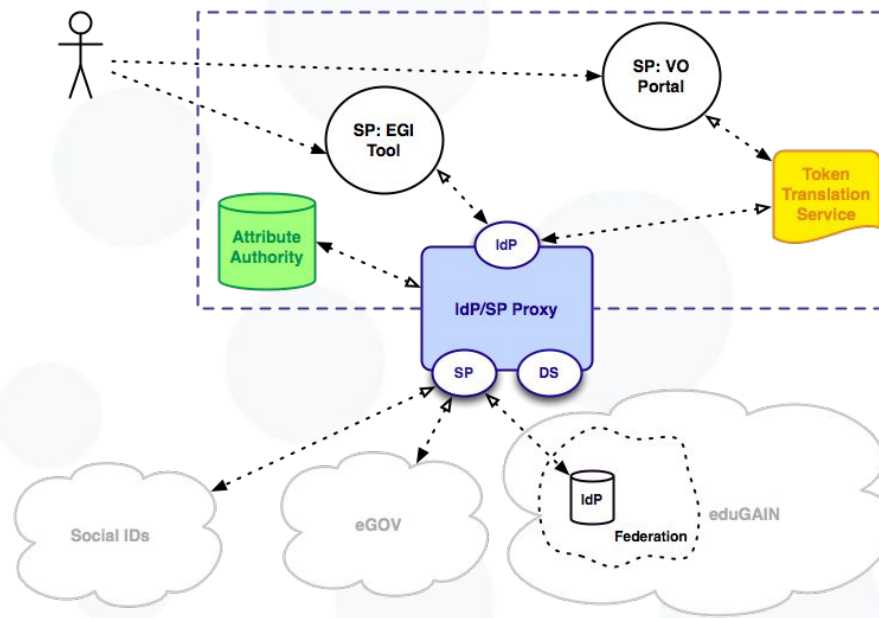 SP: VO
Portal
SP: EGI
Tool
Token
Translation
Service
Attribute
Authority
IdP
IdP/SP Proxy
SP
DS
Social IDs
eGOV
IdP
eduGAIN
Federation